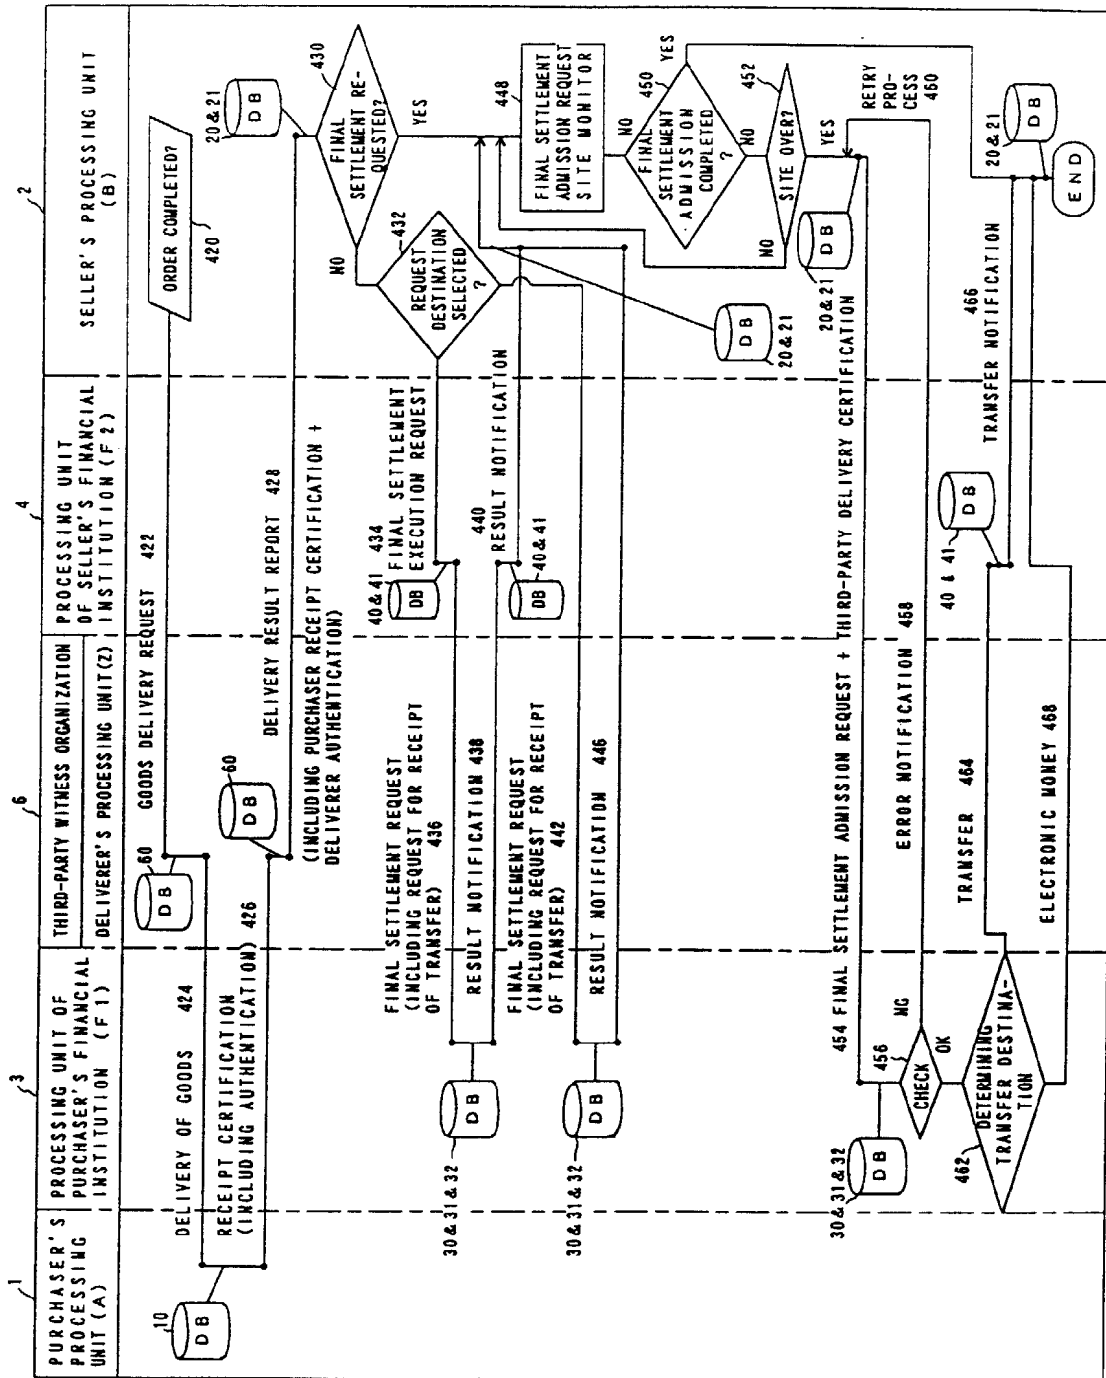 1
PURCHASER'S
PROCESSING
UNIT (A)
3
PROCESSING UNIT OF
PURCHASER'S FINANCIAL
INSTITUTION (F1)
6
THIRD-PARTY WITNESS ORGANIZATION
DELIVERER'S PROCESSING UNIT(Z)
4
PROCESSING UNIT
OF SELLER'S FINANCIAL
INSTITUTION (F2)
2
SELLER'S PROCESSING UNIT
(B)
ORDER COMPLETED?
420
GOODS DELIVERY REQUEST 422
60
DB
DELIVERY OF GOODS 424
10
DB
RECEIPT CERTIFICATION
(INCLUDING AUTHENTICATION) 426
60
DB
DELIVERY RESULT REPORT 428
(INCLUDING PURCHASER RECEIPT CERTIFICATION +
DELIVERER AUTHENTICATION)
20&21
DB
430
FINAL
SETTLEMENT RE-
QUESTED?
YES
NO
432
REQUEST
DESTINATION
SELECTED
?
434
FINAL SETTLEMENT
EXECUTION REQUEST
40&41
DB
FINAL SETTLEMENT REQUEST
(INCLUDING REQUEST FOR RECEIPT
OF TRANSFER) 436
30&31&32
DB
RESULT NOTIFICATION 438
440
RESULT NOTIFICATION
DB
40&41
FINAL SETTLEMENT REQUEST
(INCLUDING REQUEST FOR RECEIPT
OF TRANSFER) 442
30&31&32
DB
RESULT NOTIFICATION 446
DB
20&21
448
FINAL SETTLEMENT
ADMISSION REQUEST
SITE MONITOR
NO
450
YES
FINAL
SETTLEMENT
ADMISSION
COMPLETED
?
NO
452
SITE OVER?
NO
YES
DB
20&21
RETRY
PRO-
CESS
460
454 FINAL SETTLEMENT ADMISSION REQUEST + THIRD-PARTY DELIVERY CERTIFICATION
30&31&32
DB
456
CHECK
NG
OK
ERROR NOTIFICATION 458
462
DETERMINING
TRANSFER DESTINA-
TION
TRANSFER 464
40 & 41
DB
466
TRANSFER NOTIFICATION
ELECTRONIC MONEY 468
DB
20&21
END